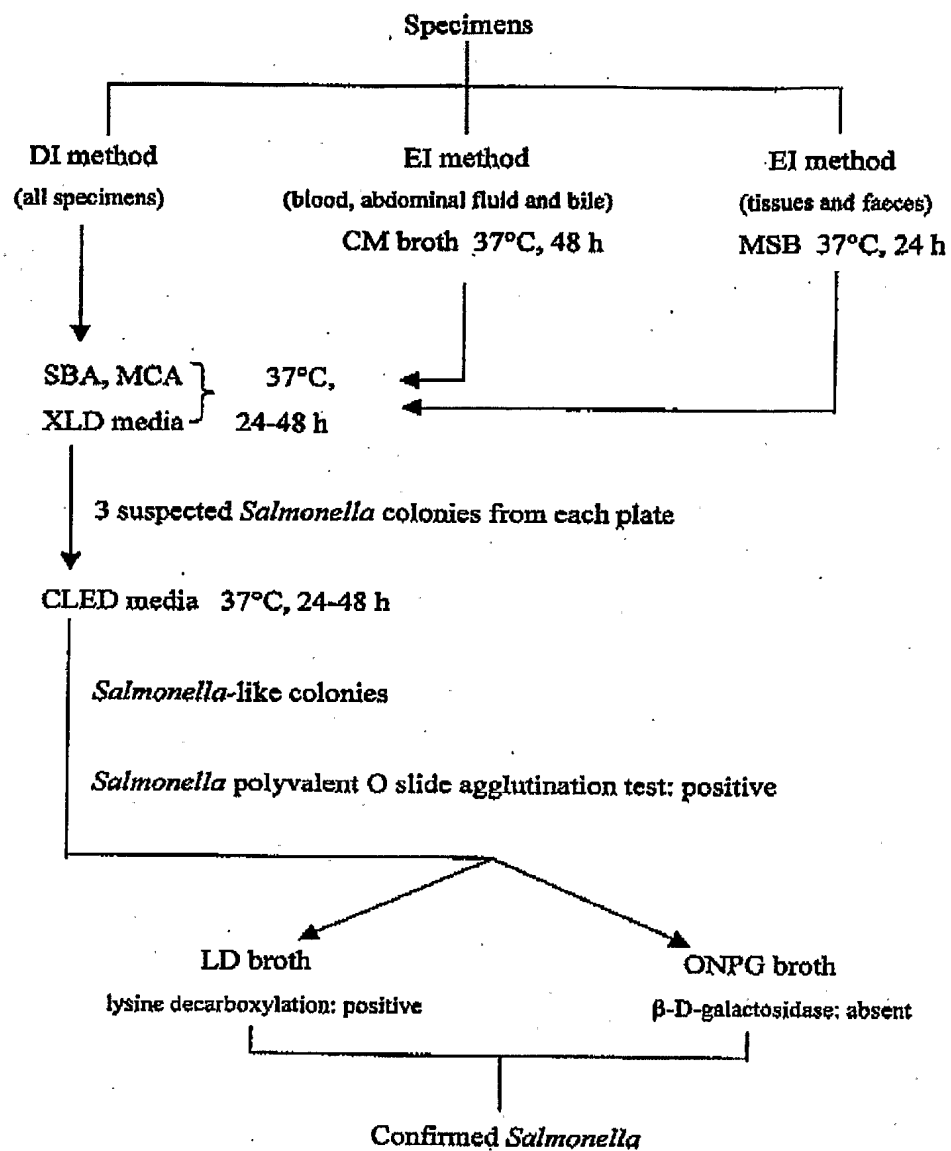 Specimens
DI method
(all specimens)
EI method
(blood, abdominal fluid and bile)
CM broth 37°C, 48 h
EI method
(tissues and faeces)
MSB 37°C, 24 h
SBA, MCA
XLD media
37°C,
24-48 h
3 suspected Salmonella colonies from each plate
CLED media 37°C, 24-48 h
Salmonella-like colonies
Salmonella polyvalent O slide agglutination test: positive
LD broth
lysine decarboxylation: positive
ONPG broth
β-D-galactosidase: absent
Confirmed Salmonella